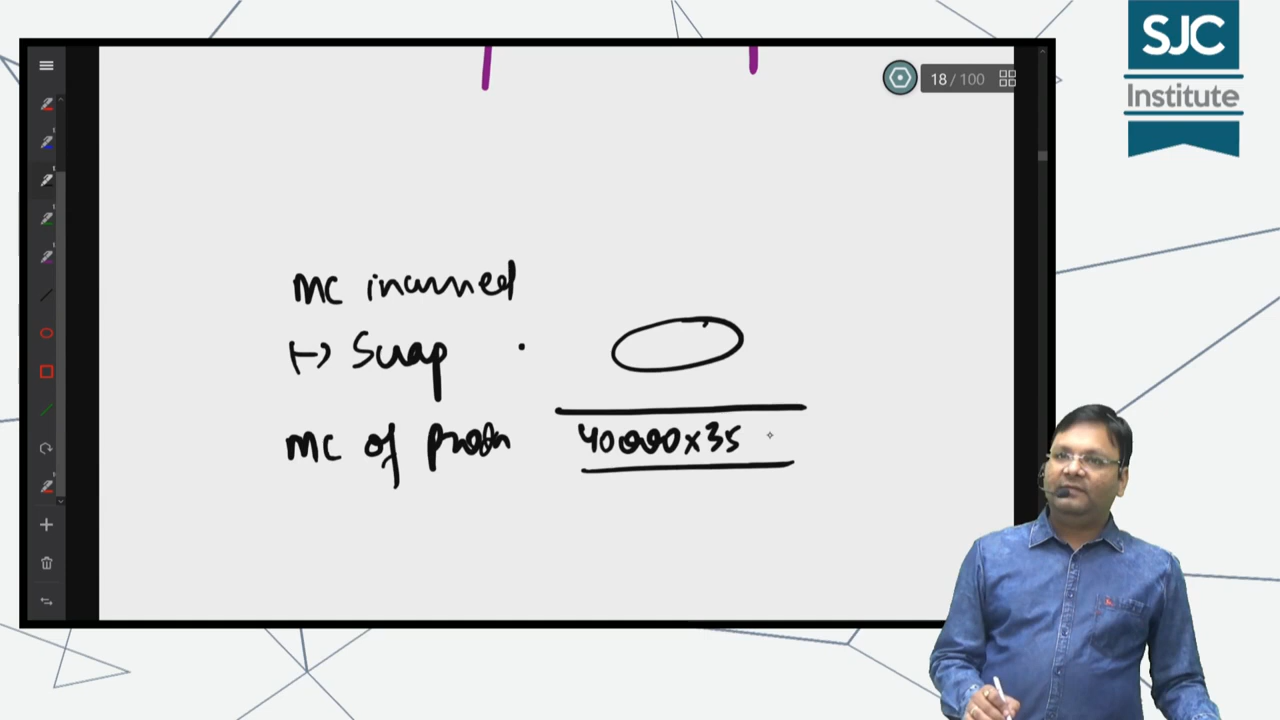 SJC
Institute
18 / 100
MC incurred
(-) Scrap
MC of prodn
40000x35